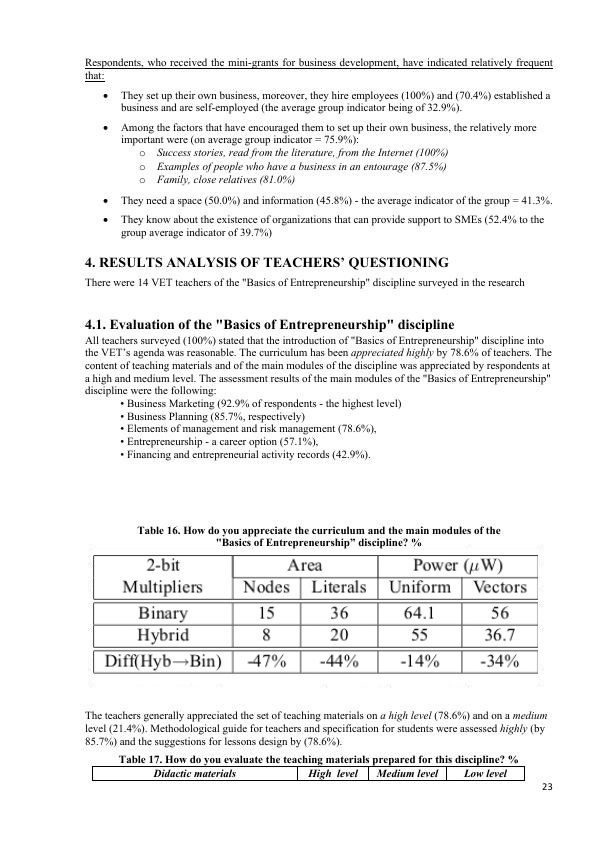 Respondents, who received the mini-grants for business development, have indicated relatively frequent
that:
• They set up their own business, moreover, they hire employees (100%) and (70.4%) established a
business and are self-employed (the average group indicator being of 32.9%).
• Among the factors that have encouraged them to set up their own business, the relatively more
important were (on average group indicator = 75.9%):
o Success stories, read from the literature, from the Internet (100%)
o Examples of people who have a business in an entourage (87.5%)
o Family, close relatives (81.0%)
• They need a space (50.0%) and information (45.8%) - the average indicator of the group = 41.3%.
• They know about the existence of organizations that can provide support to SMEs (52.4% to the
group average indicator of 39.7%)
4. RESULTS ANALYSIS OF TEACHERS’ QUESTIONING
There were 14 VET teachers of the "Basics of Entrepreneurship" discipline surveyed in the research
4.1. Evaluation of the "Basics of Entrepreneurship" discipline
All teachers surveyed (100%) stated that the introduction of "Basics of Entrepreneurship" discipline into
the VET’s agenda was reasonable. The curriculum has been appreciated highly by 78.6% of teachers. The
content of teaching materials and of the main modules of the discipline was appreciated by respondents at
a high and medium level. The assessment results of the main modules of the "Basics of Entrepreneurship"
discipline were the following:
• Business Marketing (92.9% of respondents - the highest level)
• Business Planning (85.7%, respectively)
• Elements of management and risk management (78.6%),
• Entrepreneurship - a career option (57.1%),
• Financing and entrepreneurial activity records (42.9%).
Table 16. How do you appreciate the curriculum and the main modules of the
"Basics of Entrepreneurship” discipline? %
2-bit Area Power (μW)
Multipliers Nodes Literals Uniform Vectors
Binary 15 36 64.1 56
Hybrid 8 20 55 36.7
Diff(Hyb→Bin) -47% -44% -14% -34%
The teachers generally appreciated the set of teaching materials on a high level (78.6%) and on a medium
level (21.4%). Methodological guide for teachers and specification for students were assessed highly (by
85.7%) and the suggestions for lessons design by (78.6%).
Table 17. How do you evaluate the teaching materials prepared for this discipline? %
Didactic materials High level Medium level Low level
23